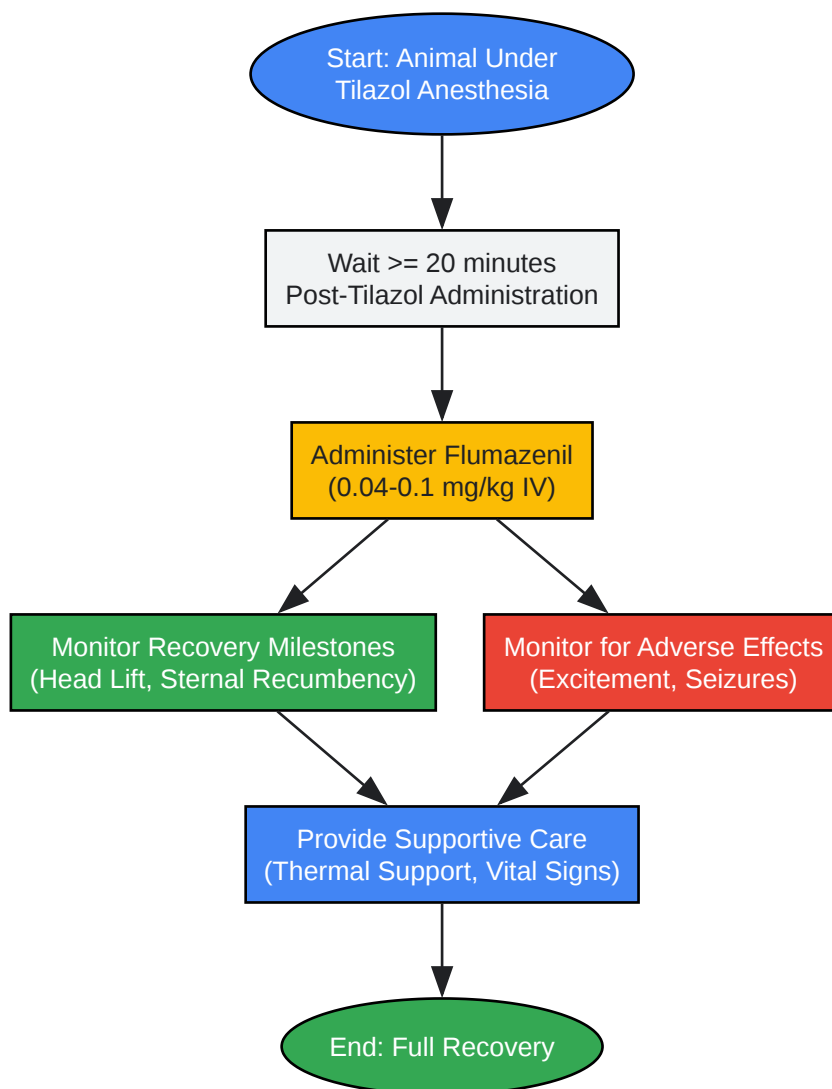 Start: Animal Under
Tilazol Anesthesia
Wait >= 20 minutes
Post-Tilazol Administration
Administer Flumazenil
(0.04-0.1 mg/kg IV)
Monitor Recovery Milestones
(Head Lift, Sternal Recumbency)
Monitor for Adverse Effects
(Excitement, Seizures)
Provide Supportive Care
(Thermal Support, Vital Signs)
End: Full Recovery